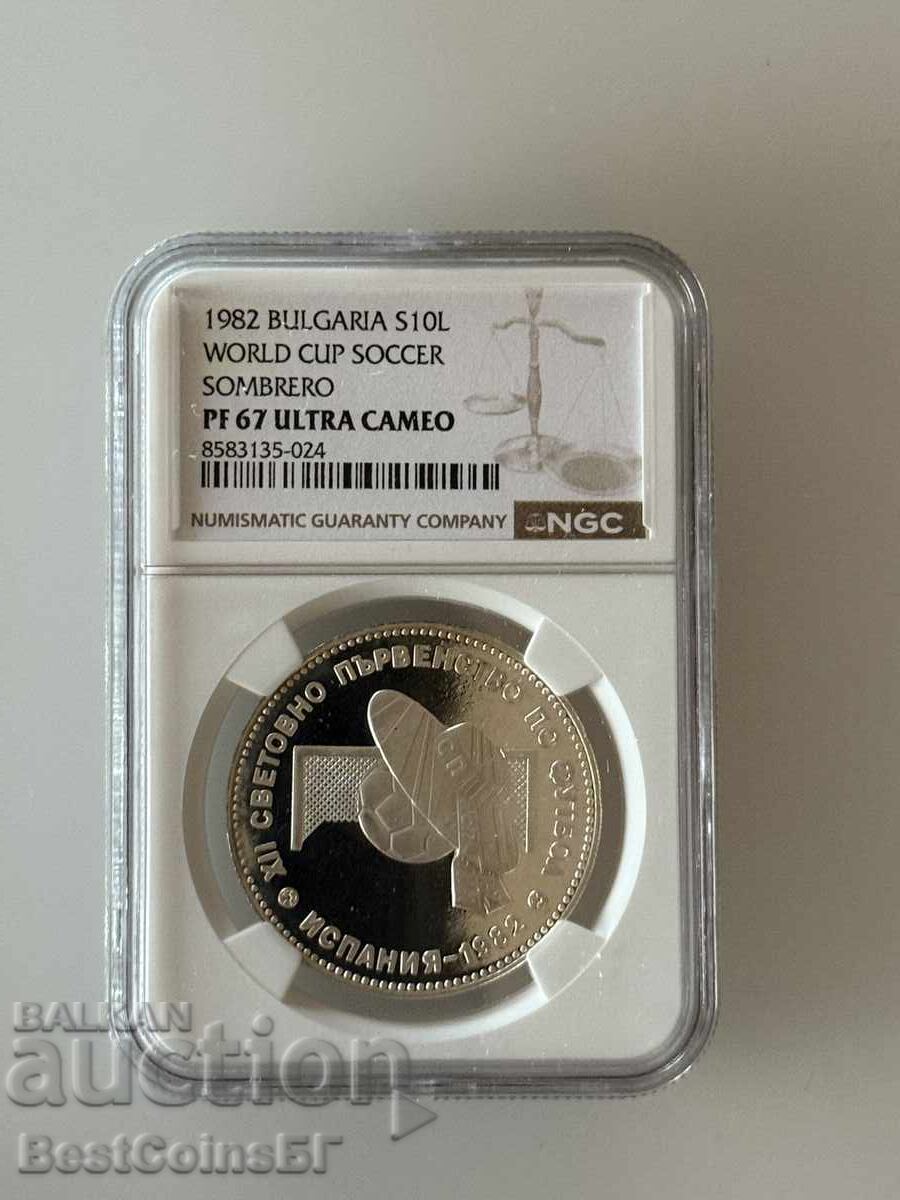 1982 BULGARIA S10L
WORLD CUP SOCCER
SOMBRERO
PF 67 ULTRA CAMEO
8583135-024
NUMISMATIC GUARANTY COMPANY
NGC
XII СВЕТОВНО ПЪРВЕНСТВО ПО ФУТБОЛ
ИСПАНИЯ-1982
BALKAN
auction
BestCoinsБГ